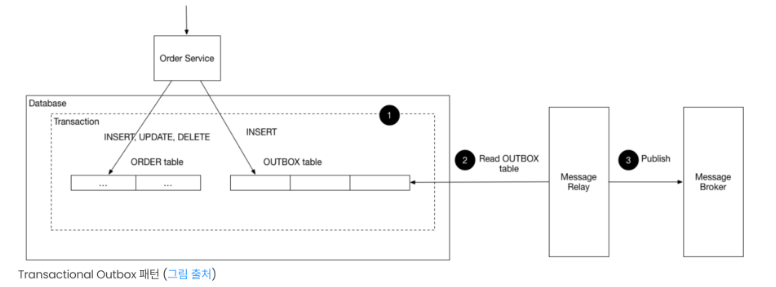 Order Service
Database
Transaction
1
INSERT, UPDATE, DELETE
INSERT
ORDER table
OUTBOX table
...
...
2
Read OUTBOX
table
Message
Relay
3
Publish
Message
Broker
Transactional Outbox 패턴 (그림 출처)